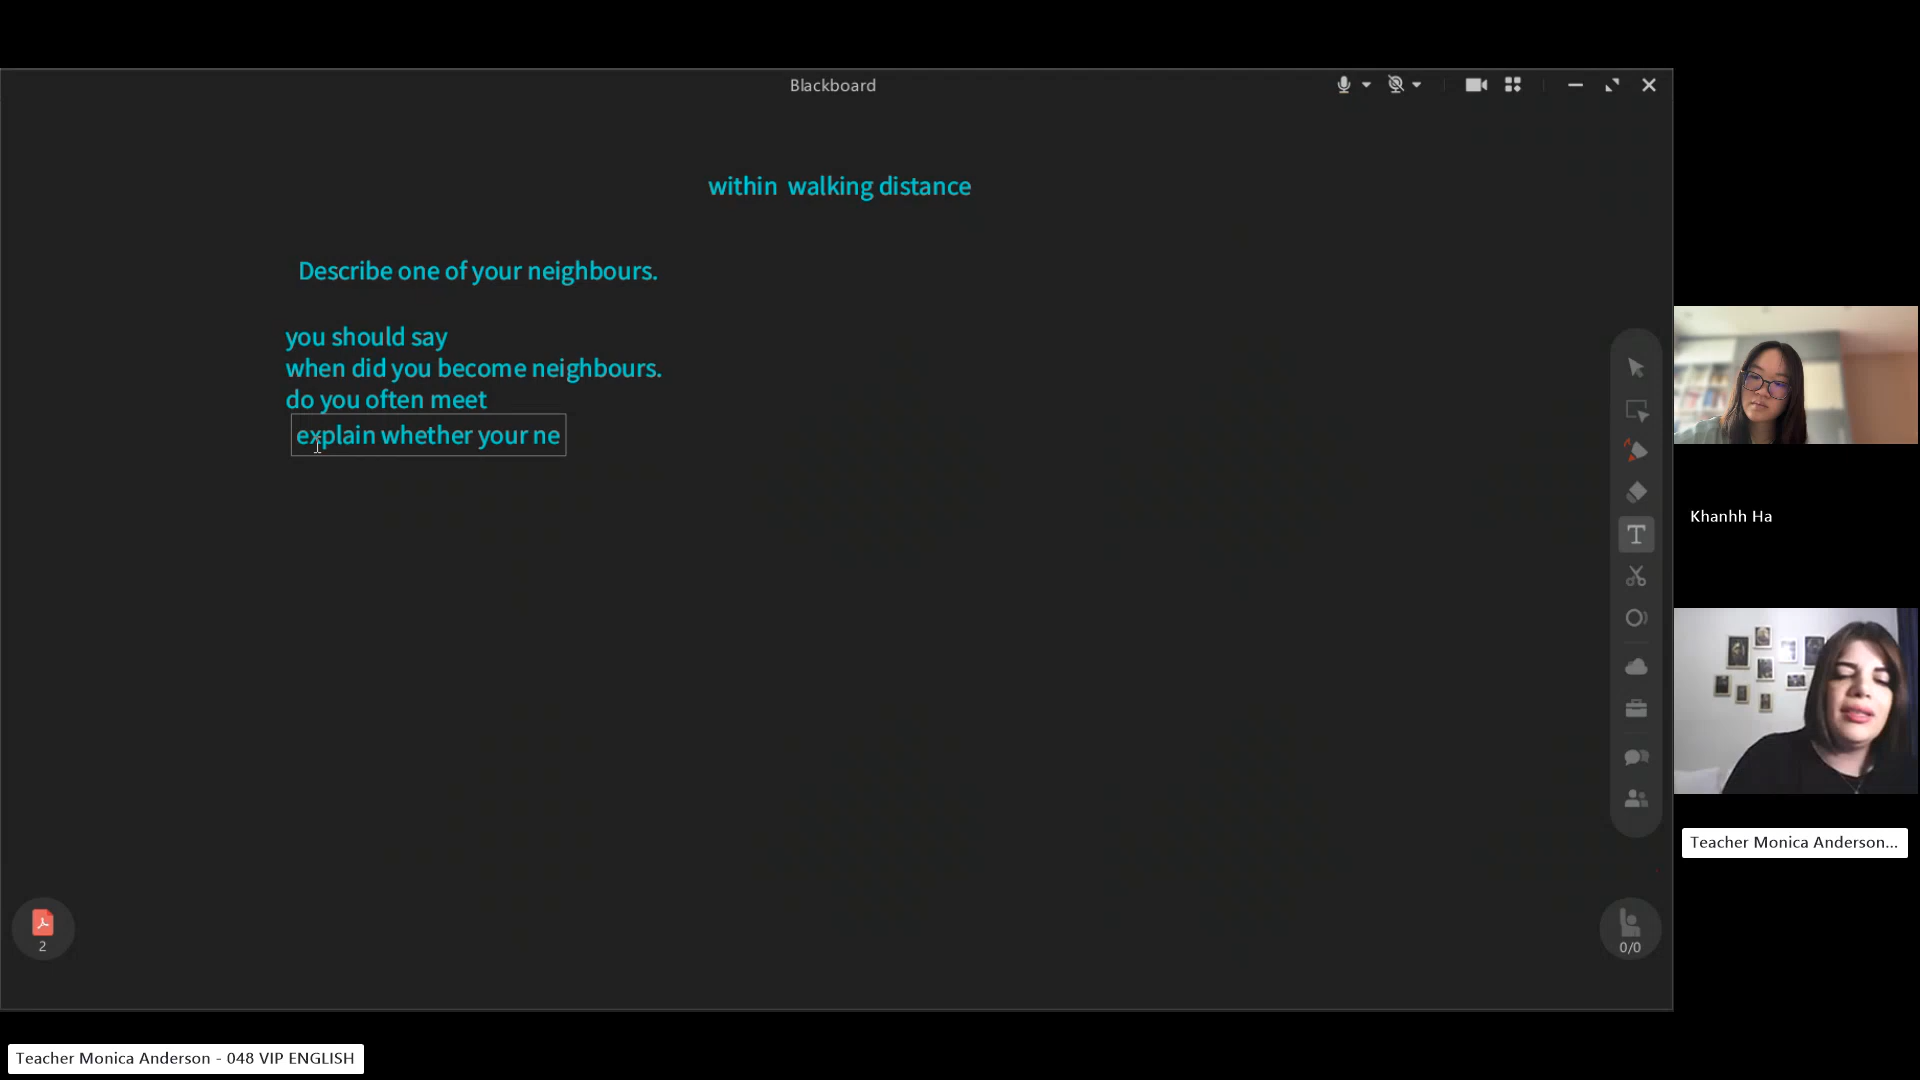 Blackboard
within  walking distance
Describe one of your neighbours.
you should say
when did you become neighbours.
do you often meet
explain whether your ne
T
Khanhh Ha
Teacher Monica Anderson...
2
0/0
Teacher Monica Anderson - 048 VIP ENGLISH